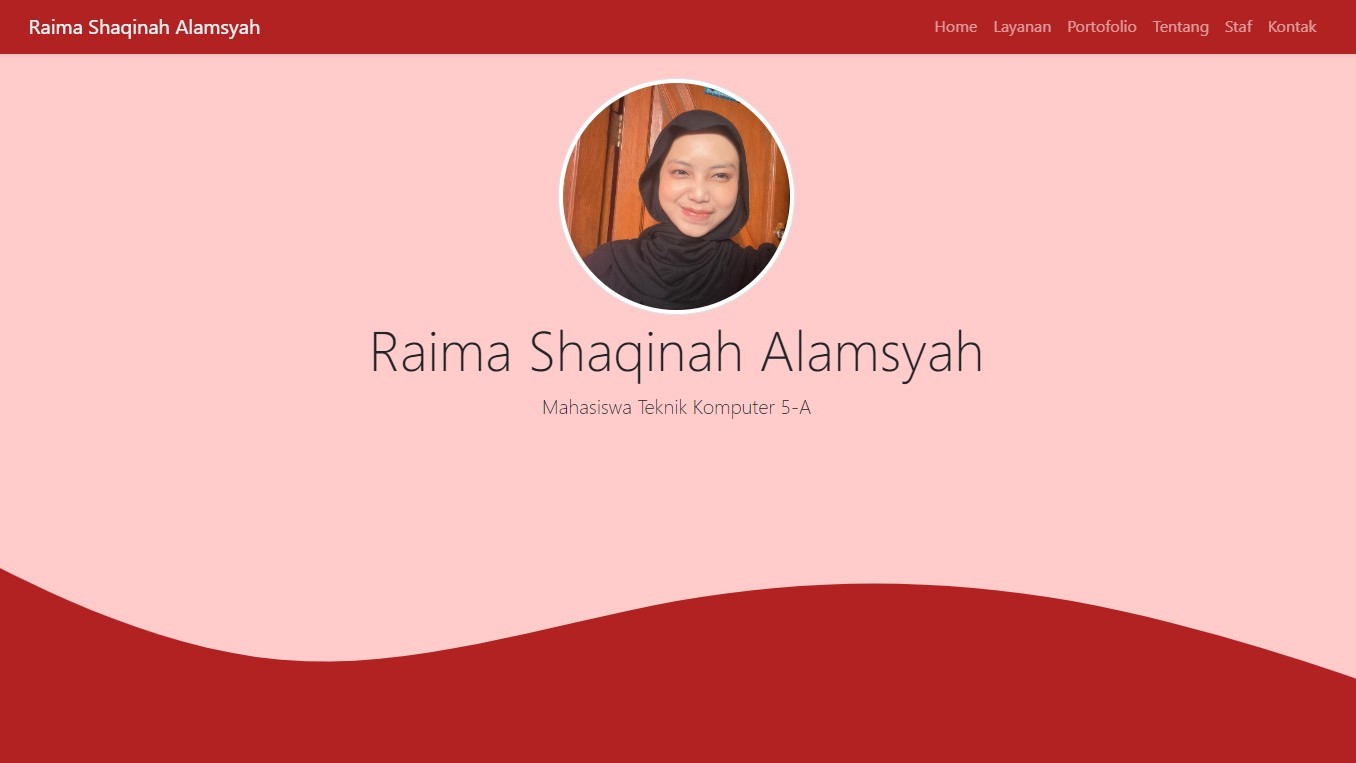 Raima Shaqinah Alamsyah
Home Layanan Portofolio Tentang Staf Kontak
Raima Shaqinah Alamsyah
Mahasiswa Teknik Komputer 5-A